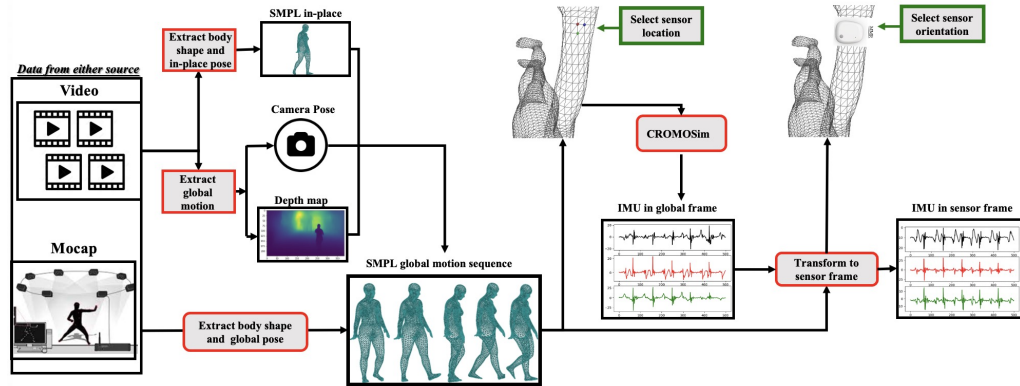 Data from either source
Video
Mocap
Extract body
shape and
in-place pose
Extract
global
motion
SMPL in-place
Camera Pose
Depth map
Extract body shape
and global pose
SMPL global motion sequence
Select sensor
location
CROMOSim
IMU in global frame
Select sensor
orientation
Transform to
sensor frame
IMU in sensor frame